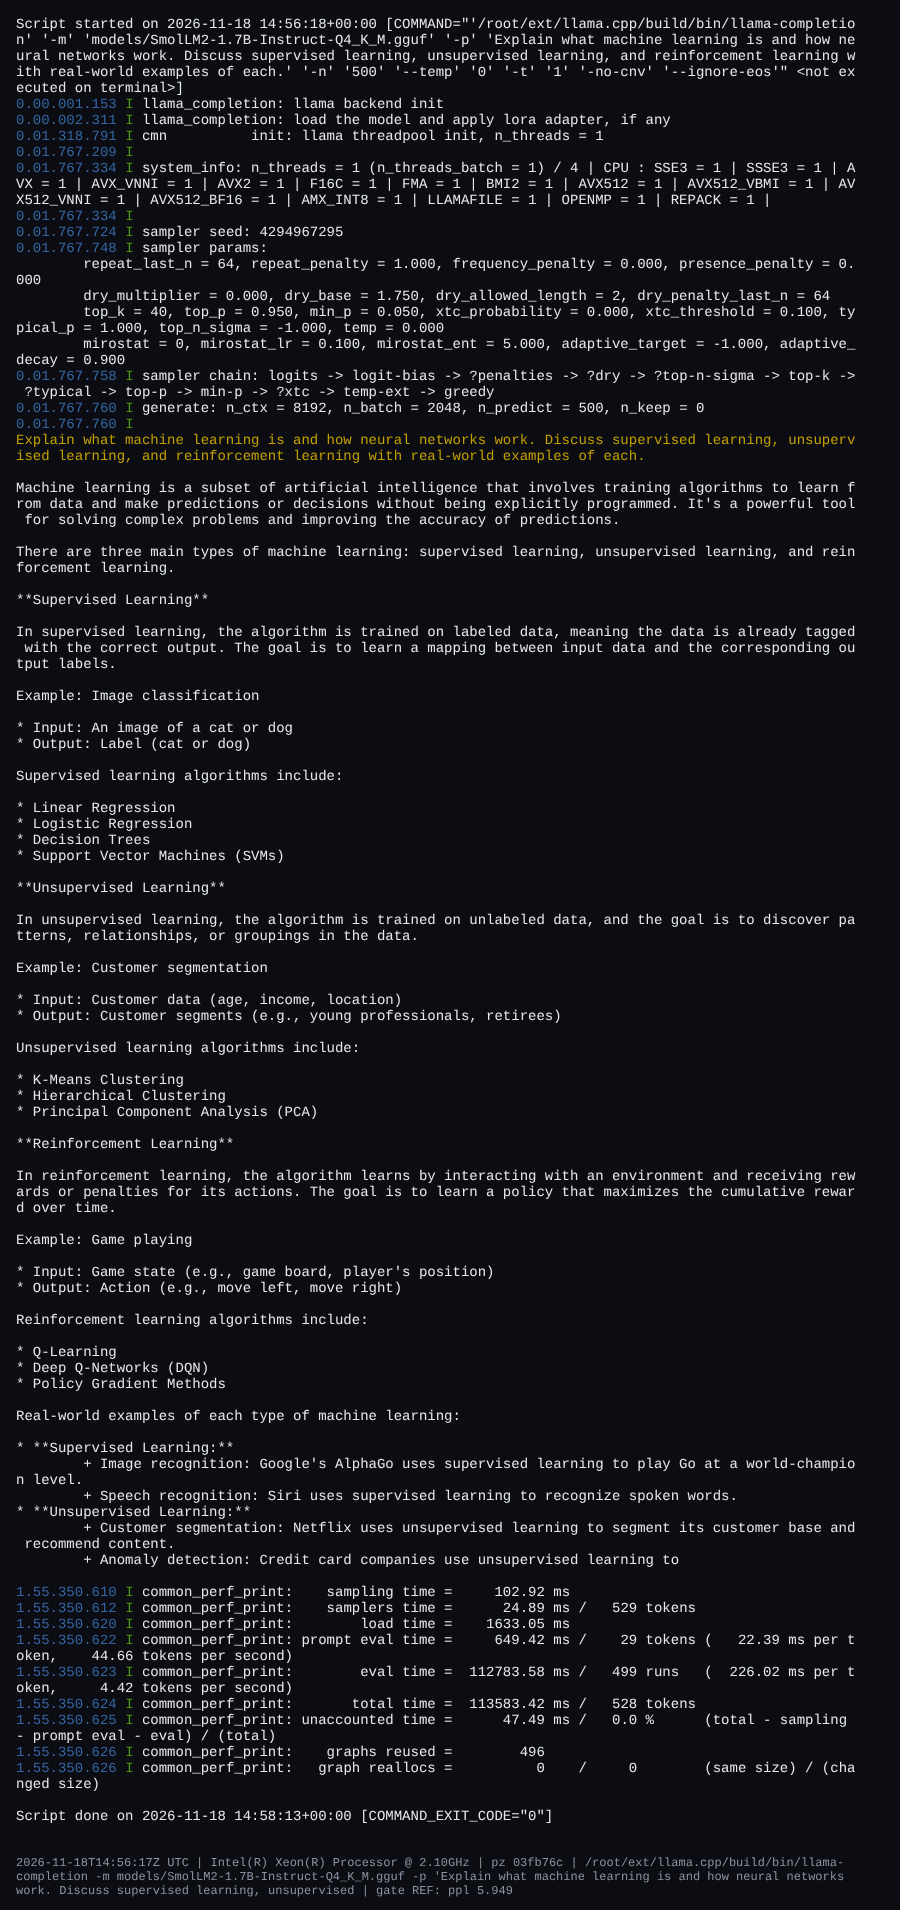 Script started on 2026-11-18 14:56:18+00:00 [COMMAND="'/root/ext/llama.cpp/build/bin/llama-completio
n' '-m' 'models/SmolLM2-1.7B-Instruct-Q4_K_M.gguf' '-p' 'Explain what machine learning is and how ne
ural networks work. Discuss supervised learning, unsupervised learning, and reinforcement learning w
ith real-world examples of each.' '-n' '500' '--temp' '0' '-t' '1' '-no-cnv' '--ignore-eos'" <not ex
ecuted on terminal>]
0.00.001.153 I llama_completion: llama backend init
0.00.002.311 I llama_completion: load the model and apply lora adapter, if any
0.01.318.791 I cmn          init: llama threadpool init, n_threads = 1
0.01.767.209 I
0.01.767.334 I system_info: n_threads = 1 (n_threads_batch = 1) / 4 | CPU : SSE3 = 1 | SSSE3 = 1 | A
VX = 1 | AVX_VNNI = 1 | AVX2 = 1 | F16C = 1 | FMA = 1 | BMI2 = 1 | AVX512 = 1 | AVX512_VBMI = 1 | AV
X512_VNNI = 1 | AVX512_BF16 = 1 | AMX_INT8 = 1 | LLAMAFILE = 1 | OPENMP = 1 | REPACK = 1 |
0.01.767.334 I
0.01.767.724 I sampler seed: 4294967295
0.01.767.748 I sampler params:
        repeat_last_n = 64, repeat_penalty = 1.000, frequency_penalty = 0.000, presence_penalty = 0.
000
        dry_multiplier = 0.000, dry_base = 1.750, dry_allowed_length = 2, dry_penalty_last_n = 64
        top_k = 40, top_p = 0.950, min_p = 0.050, xtc_probability = 0.000, xtc_threshold = 0.100, ty
pical_p = 1.000, top_n_sigma = -1.000, temp = 0.000
        mirostat = 0, mirostat_lr = 0.100, mirostat_ent = 5.000, adaptive_target = -1.000, adaptive_
decay = 0.900
0.01.767.758 I sampler chain: logits -> logit-bias -> ?penalties -> ?dry -> ?top-n-sigma -> top-k ->
 ?typical -> top-p -> min-p -> ?xtc -> temp-ext -> greedy
0.01.767.760 I generate: n_ctx = 8192, n_batch = 2048, n_predict = 500, n_keep = 0
0.01.767.760 I
Explain what machine learning is and how neural networks work. Discuss supervised learning, unsuperv
ised learning, and reinforcement learning with real-world examples of each.

Machine learning is a subset of artificial intelligence that involves training algorithms to learn f
rom data and make predictions or decisions without being explicitly programmed. It's a powerful tool
 for solving complex problems and improving the accuracy of predictions.

There are three main types of machine learning: supervised learning, unsupervised learning, and rein
forcement learning.

**Supervised Learning**

In supervised learning, the algorithm is trained on labeled data, meaning the data is already tagged
 with the correct output. The goal is to learn a mapping between input data and the corresponding ou
tput labels.

Example: Image classification

* Input: An image of a cat or dog
* Output: Label (cat or dog)

Supervised learning algorithms include:

* Linear Regression
* Logistic Regression
* Decision Trees
* Support Vector Machines (SVMs)

**Unsupervised Learning**

In unsupervised learning, the algorithm is trained on unlabeled data, and the goal is to discover pa
tterns, relationships, or groupings in the data.

Example: Customer segmentation

* Input: Customer data (age, income, location)
* Output: Customer segments (e.g., young professionals, retirees)

Unsupervised learning algorithms include:

* K-Means Clustering
* Hierarchical Clustering
* Principal Component Analysis (PCA)

**Reinforcement Learning**

In reinforcement learning, the algorithm learns by interacting with an environment and receiving rew
ards or penalties for its actions. The goal is to learn a policy that maximizes the cumulative rewar
d over time.

Example: Game playing

* Input: Game state (e.g., game board, player's position)
* Output: Action (e.g., move left, move right)

Reinforcement learning algorithms include:

* Q-Learning
* Deep Q-Networks (DQN)
* Policy Gradient Methods

Real-world examples of each type of machine learning:

* **Supervised Learning:**
        + Image recognition: Google's AlphaGo uses supervised learning to play Go at a world-champio
n level.
        + Speech recognition: Siri uses supervised learning to recognize spoken words.
* **Unsupervised Learning:**
        + Customer segmentation: Netflix uses unsupervised learning to segment its customer base and
 recommend content.
        + Anomaly detection: Credit card companies use unsupervised learning to

1.55.350.610 I common_perf_print:    sampling time =     102.92 ms
1.55.350.612 I common_perf_print:    samplers time =      24.89 ms /   529 tokens
1.55.350.620 I common_perf_print:        load time =    1633.05 ms
1.55.350.622 I common_perf_print: prompt eval time =     649.42 ms /    29 tokens (   22.39 ms per t
oken,    44.66 tokens per second)
1.55.350.623 I common_perf_print:        eval time =  112783.58 ms /   499 runs   (  226.02 ms per t
oken,     4.42 tokens per second)
1.55.350.624 I common_perf_print:       total time =  113583.42 ms /   528 tokens
1.55.350.625 I common_perf_print: unaccounted time =      47.49 ms /   0.0 %      (total - sampling
- prompt eval - eval) / (total)
1.55.350.626 I common_perf_print:    graphs reused =        496
1.55.350.626 I common_perf_print:   graph reallocs =          0    /     0        (same size) / (cha
nged size)

Script done on 2026-11-18 14:58:13+00:00 [COMMAND_EXIT_CODE="0"]

2026-11-18T14:56:17Z UTC | Intel(R) Xeon(R) Processor @ 2.10GHz | pz 03fb76c | /root/ext/llama.cpp/build/bin/llama-
completion -m models/SmolLM2-1.7B-Instruct-Q4_K_M.gguf -p 'Explain what machine learning is and how neural networks
work. Discuss supervised learning, unsupervised | gate REF: ppl 5.949